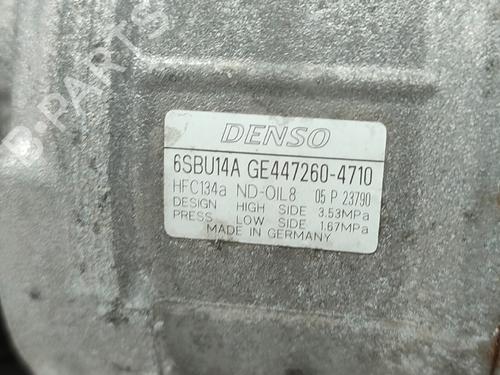 B-PARTS
DENSO
6SBU14A GE447260-4710
HFC134a ND-OIL8 05 P 23790
DESIGN HIGH SIDE 3.53MPa
PRESS LOW SIDE 1.67MPa
MADE IN GERMANY